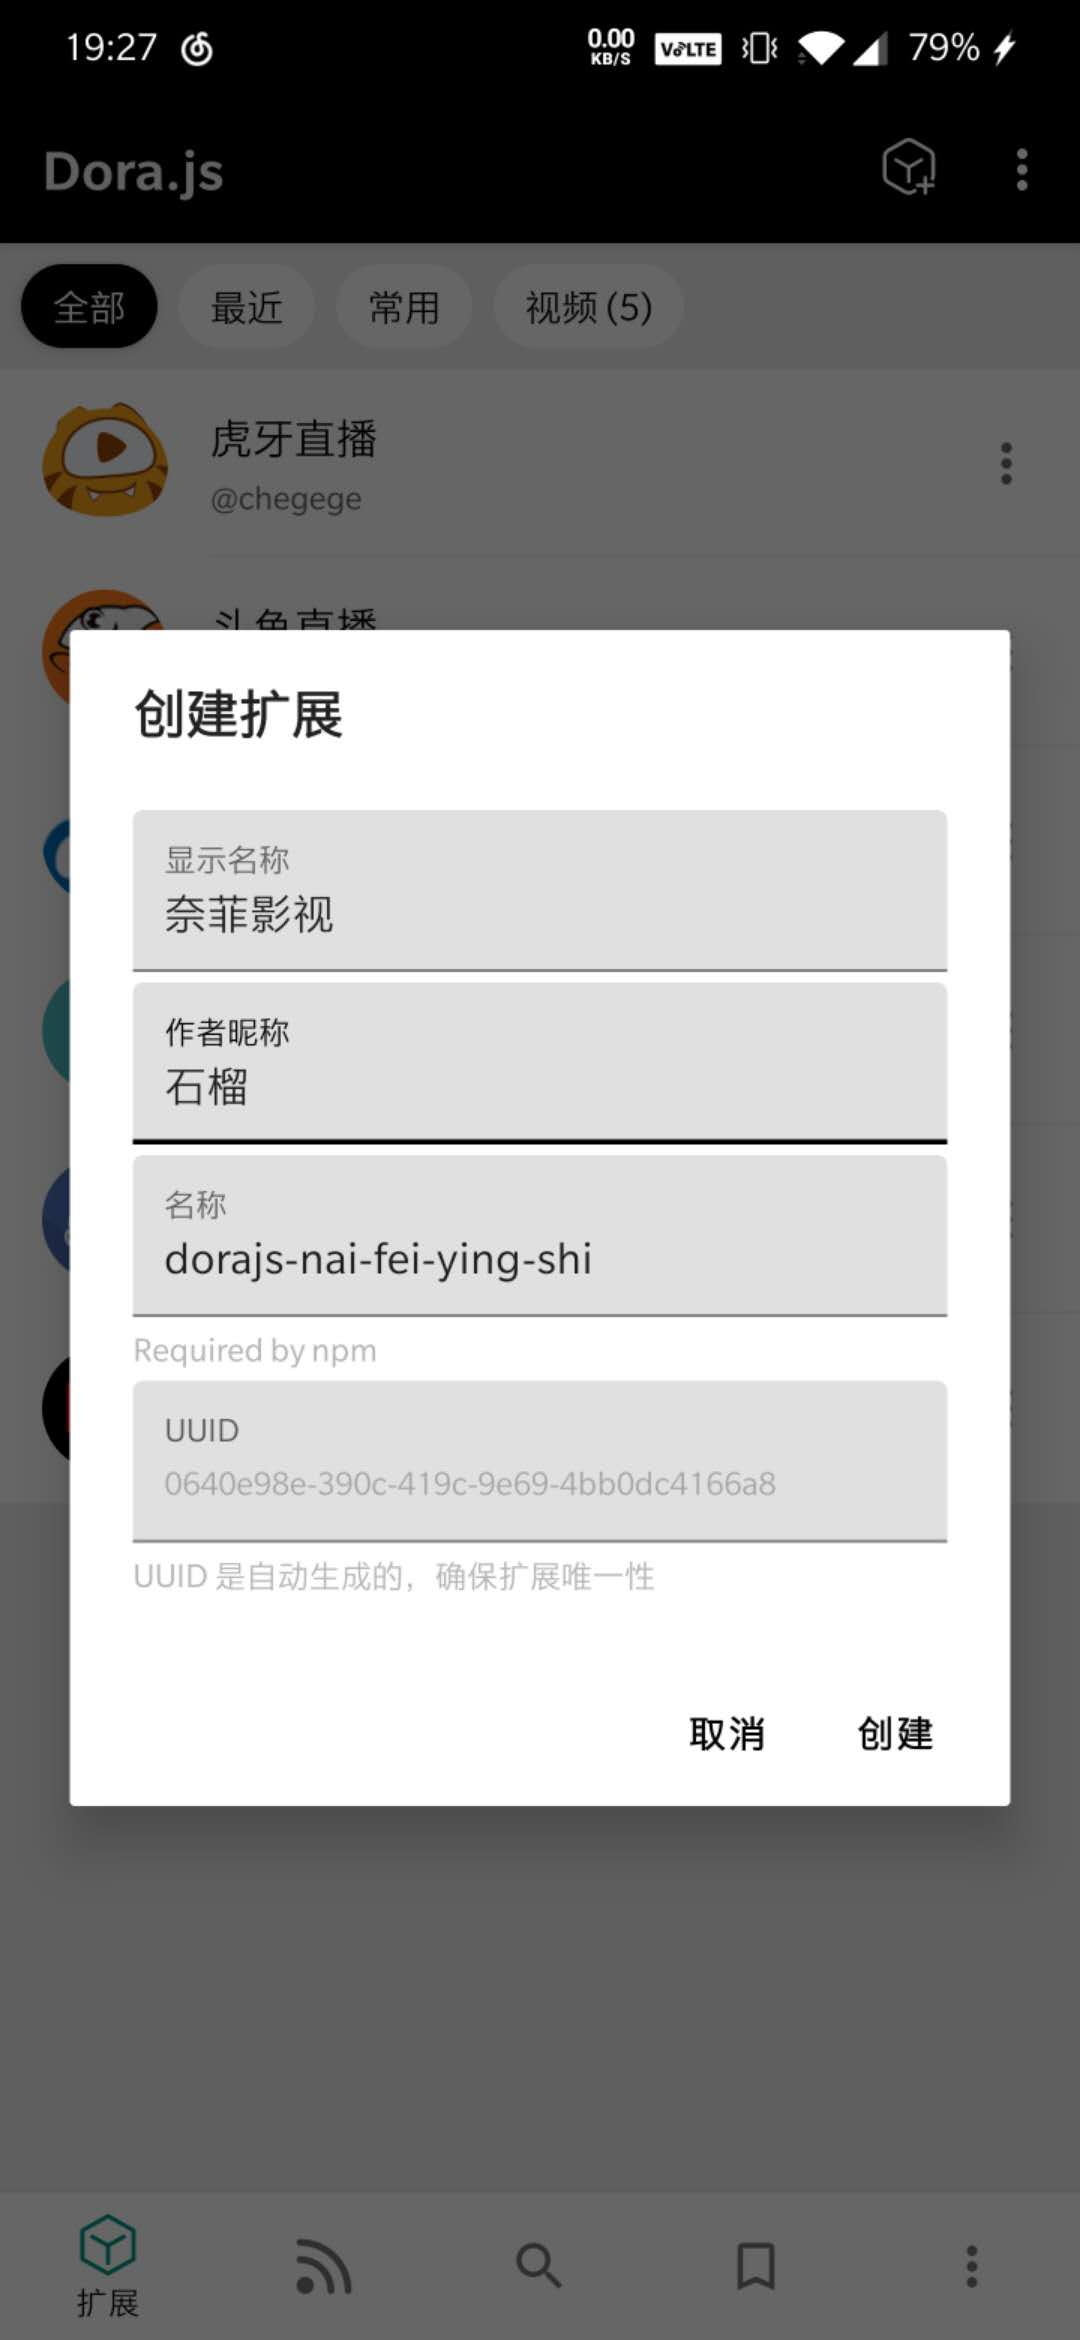 19:27
0.00
KB/S
VoLTE
79%
Dora.js
全部
最近
常用
视频 (5)
虎牙直播
@chegege
斗鱼直播
创建扩展
显示名称
奈菲影视
作者昵称
石榴
名称
dorajs-nai-fei-ying-shi
Required by npm
UUID
0640e98e-390c-419c-9e69-4bb0dc4166a8
UUID 是自动生成的，确保扩展唯一性
取消
创建
扩展